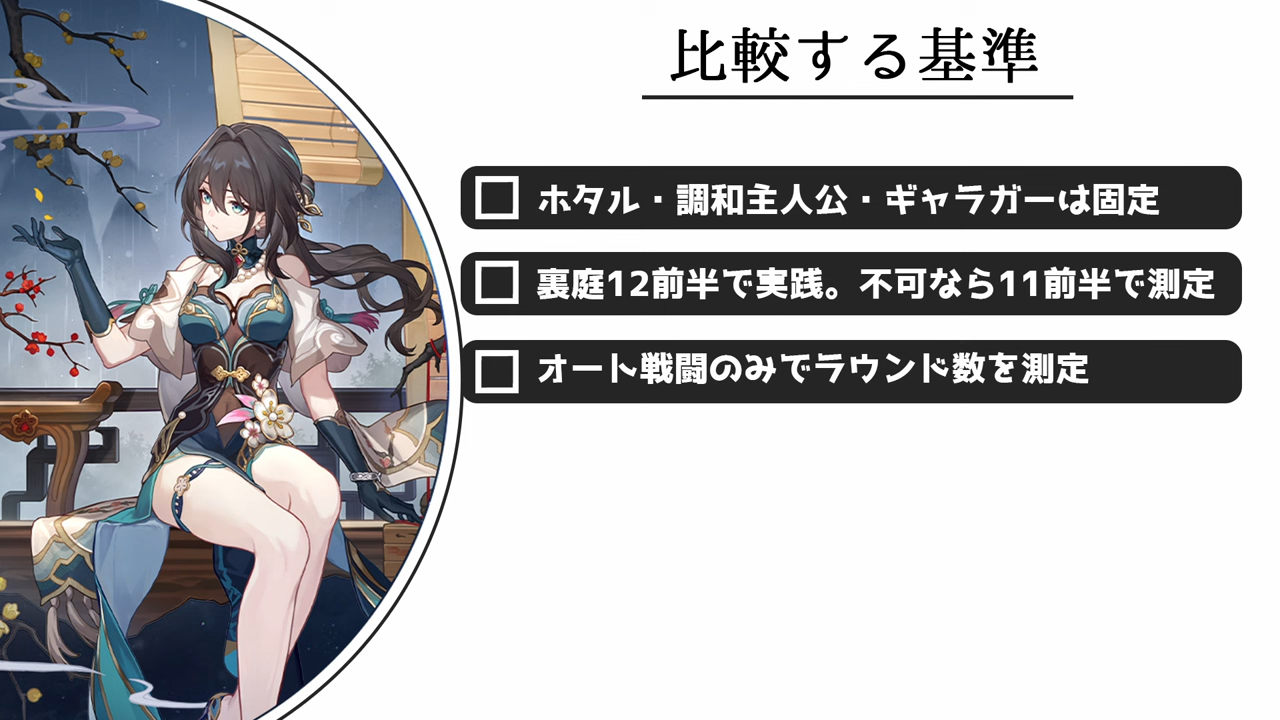 比較する基準
ホタル・調和主人公・ギャラガーは固定
裏庭12前半で実践。不可なら11前半で測定
オート戦闘のみでラウンド数を測定